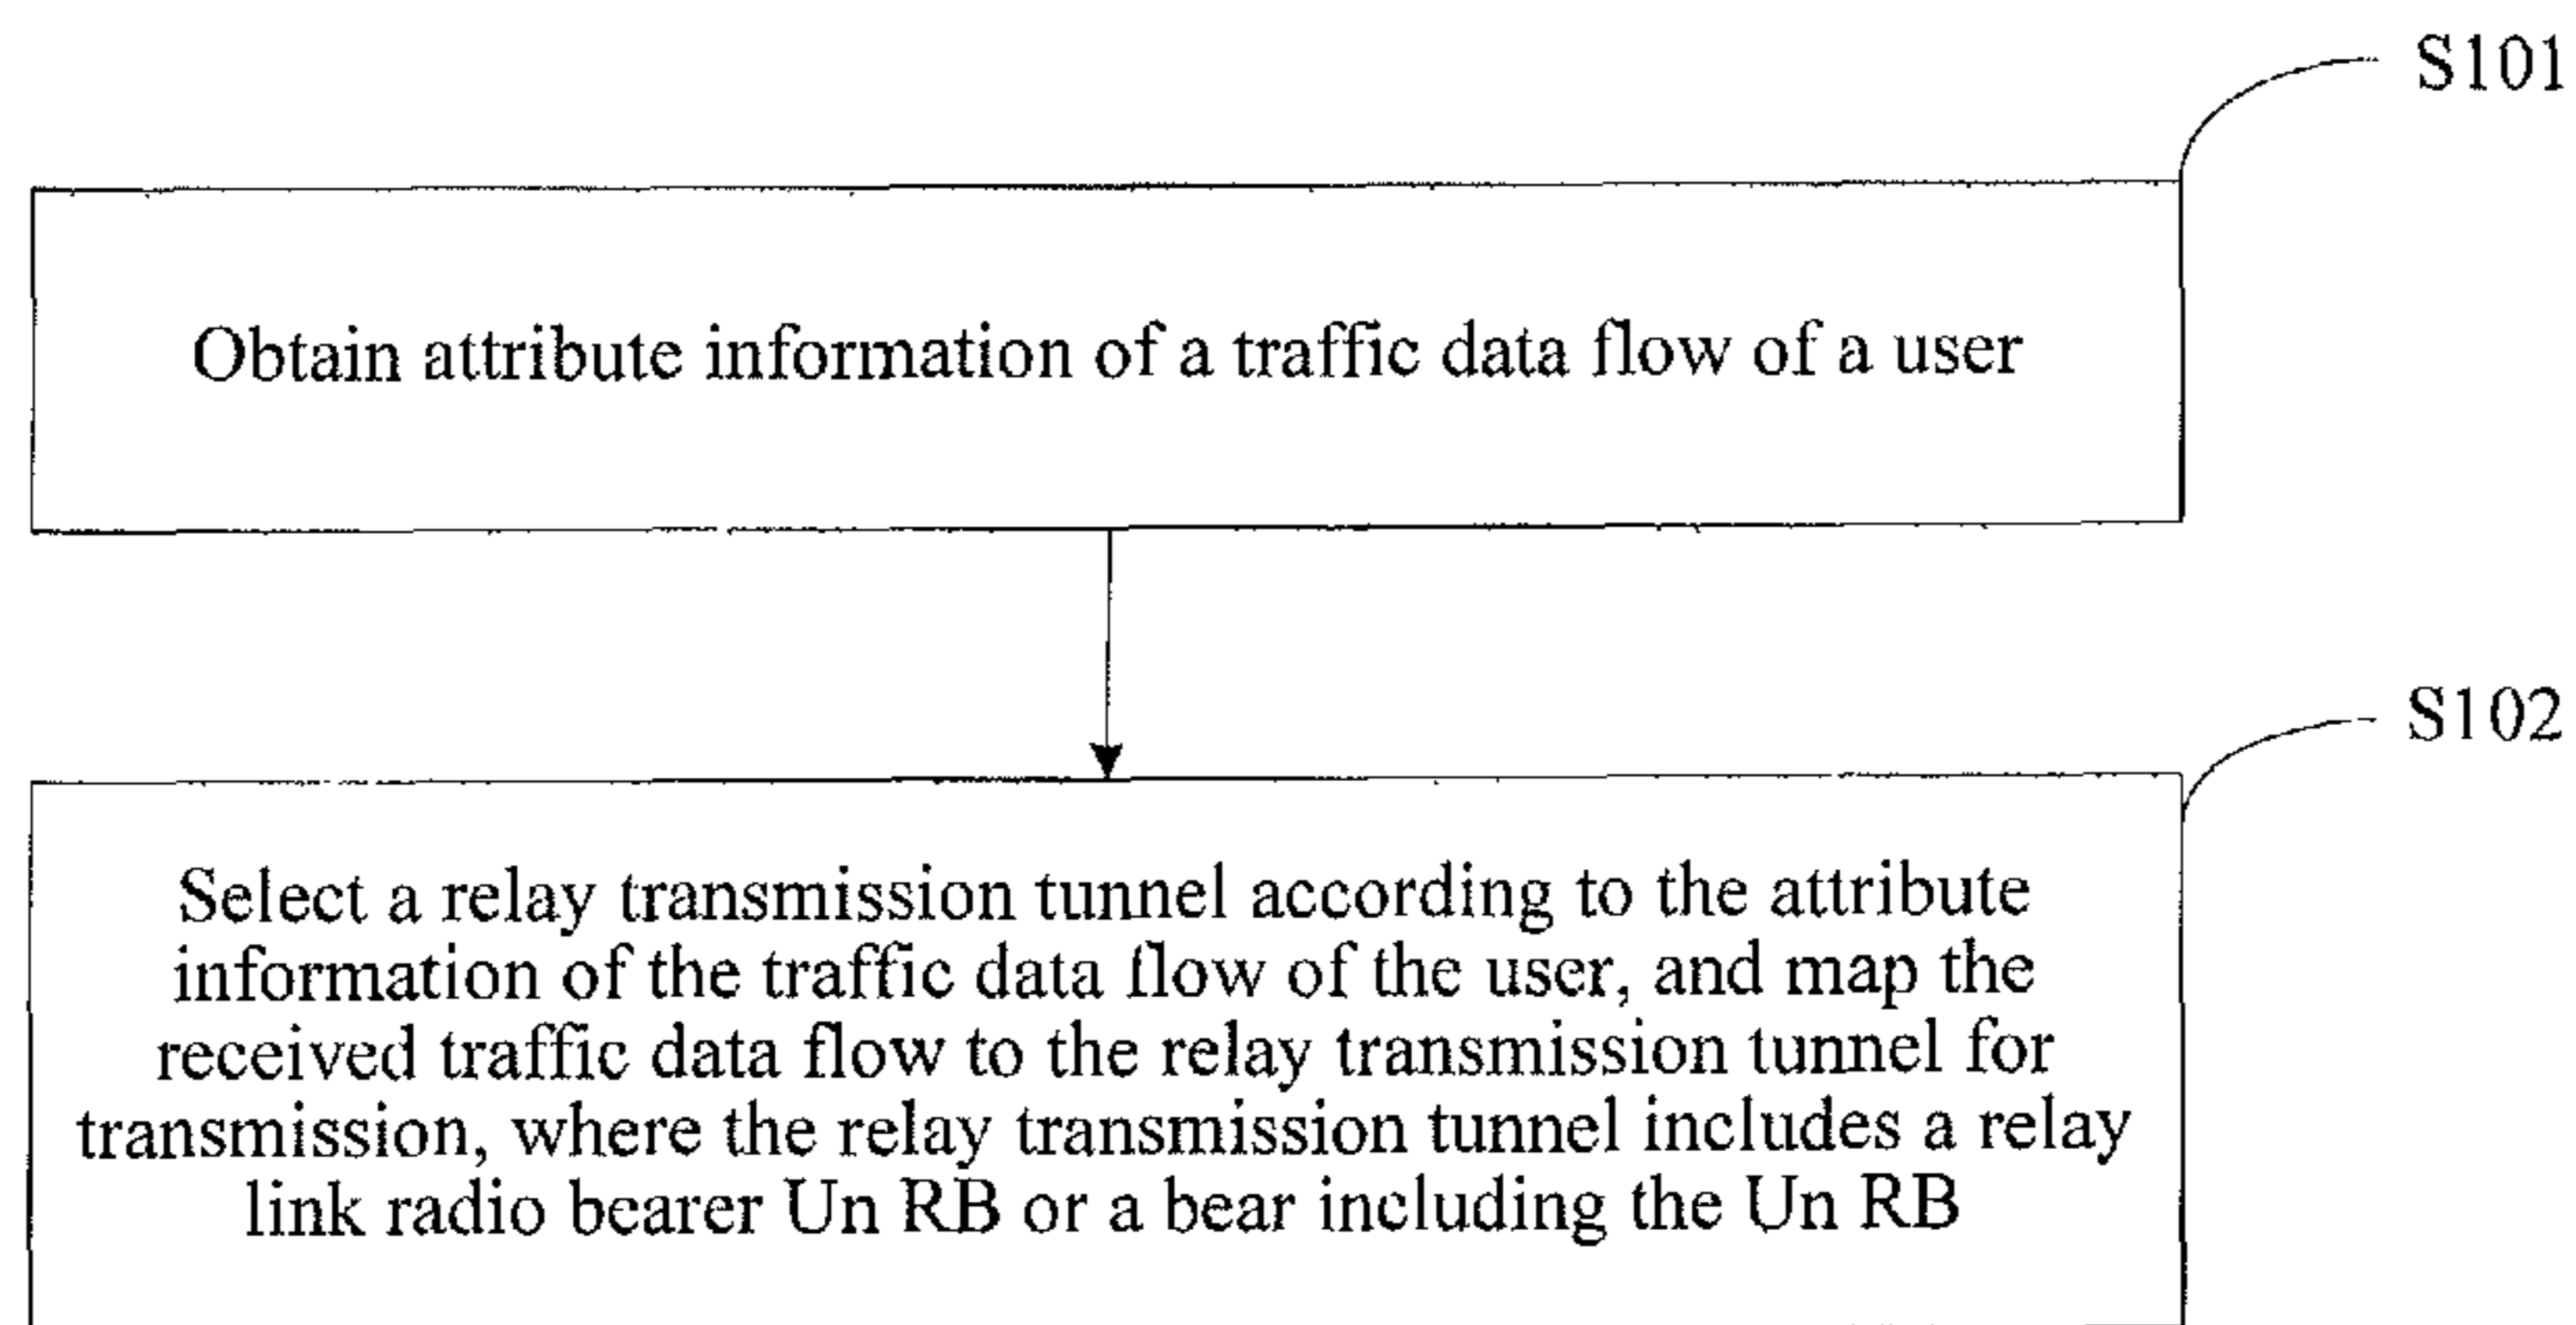 S101
Obtain attribute information of a traffic data flow of a user
S102
Select a relay transmission tunnel according to the attribute
information of the traffic data flow of the user, and map the
received traffic data flow to the relay transmission tunnel for
transmission, where the relay transmission tunnel includes a relay
link radio bearer Un RB or a bear including the Un RB